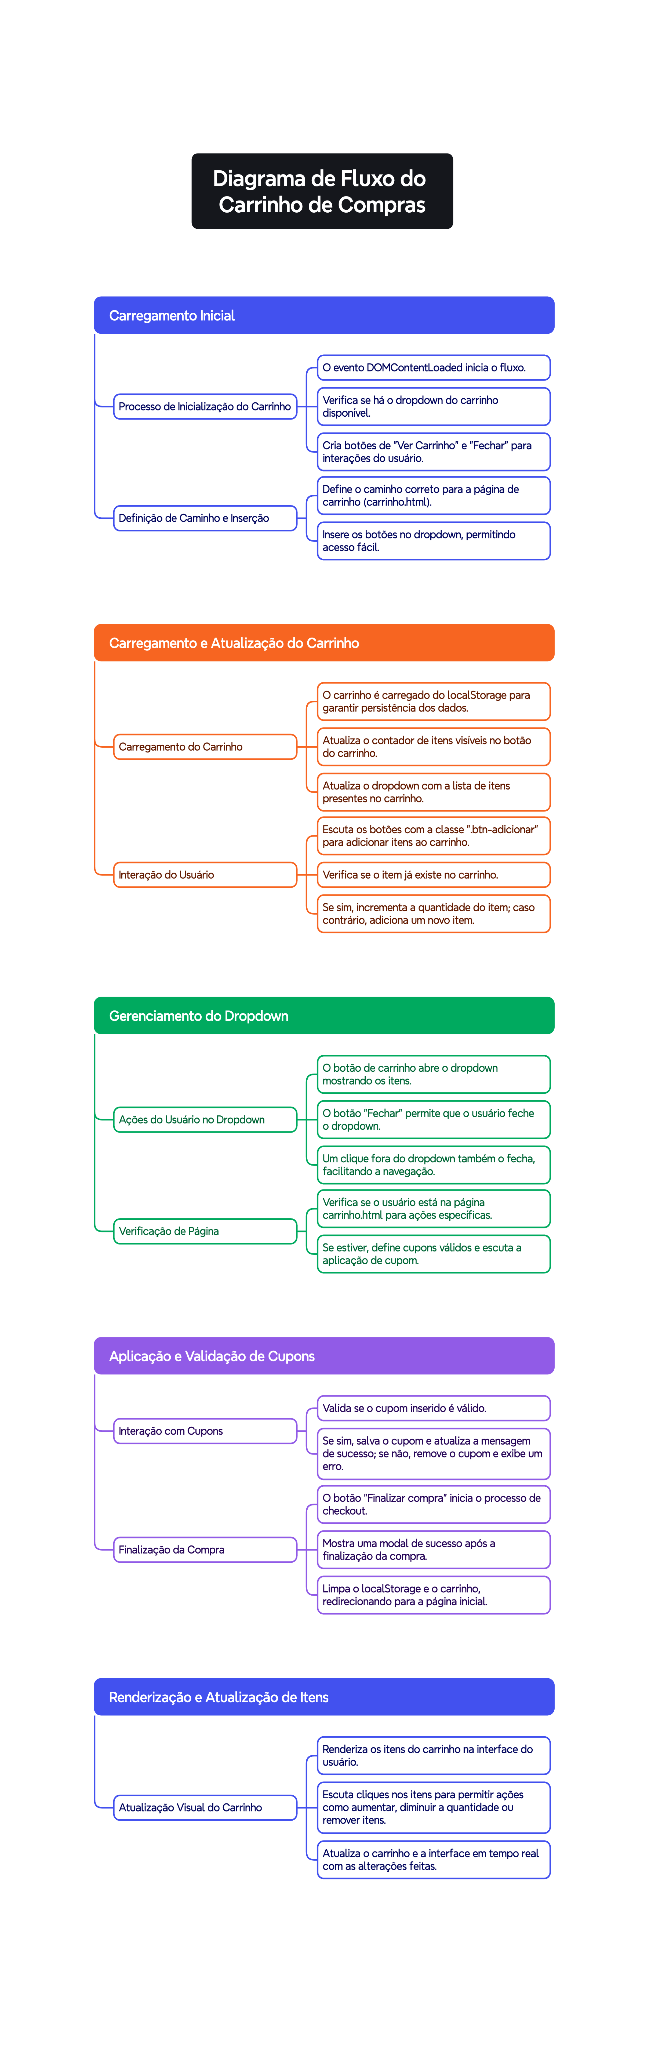 Diagrama de Fluxo do
Carrinho de Compras
Carregamento Inicial
Processo de Inicialização do Carrinho
O evento DOMContentLoaded inicia o fluxo.
Verifica se há o dropdown do carrinho
disponível.
Cria botões de "Ver Carrinho" e "Fechar" para
interações do usuário.
Definição de Caminho e Inserção
Define o caminho correto para a página de
carrinho (carrinho.html).
Insere os botões no dropdown, permitindo
acesso fácil.
Carregamento e Atualização do Carrinho
Carregamento do Carrinho
O carrinho é carregado do localStorage para
garantir persistência dos dados.
Atualiza o contador de itens visíveis no botão
do carrinho.
Atualiza o dropdown com a lista de itens
presentes no carrinho.
Interação do Usuário
Escuta os botões com a classe ".btn-adicionar"
para adicionar itens ao carrinho.
Verifica se o item já existe no carrinho.
Se sim, incrementa a quantidade do item; caso
contrário, adiciona um novo item.
Gerenciamento do Dropdown
Ações do Usuário no Dropdown
O botão de carrinho abre o dropdown
mostrando os itens.
O botão "Fechar" permite que o usuário feche
o dropdown.
Um clique fora do dropdown também o fecha,
facilitando a navegação.
Verificação de Página
Verifica se o usuário está na página
carrinho.html para ações específicas.
Se estiver, define cupons válidos e escuta a
aplicação de cupom.
Aplicação e Validação de Cupons
Interação com Cupons
Valida se o cupom inserido é válido.
Se sim, salva o cupom e atualiza a mensagem
de sucesso; se não, remove o cupom e exibe um
erro.
Finalização da Compra
O botão "Finalizar compra" inicia o processo de
checkout.
Mostra uma modal de sucesso após a
finalização da compra.
Limpa o localStorage e o carrinho,
redirecionando para a página inicial.
Renderização e Atualização de Itens
Atualização Visual do Carrinho
Renderiza os itens do carrinho na interface do
usuário.
Escuta cliques nos itens para permitir ações
como aumentar, diminuir a quantidade ou
remover itens.
Atualiza o carrinho e a interface em tempo real
com as alterações feitas.